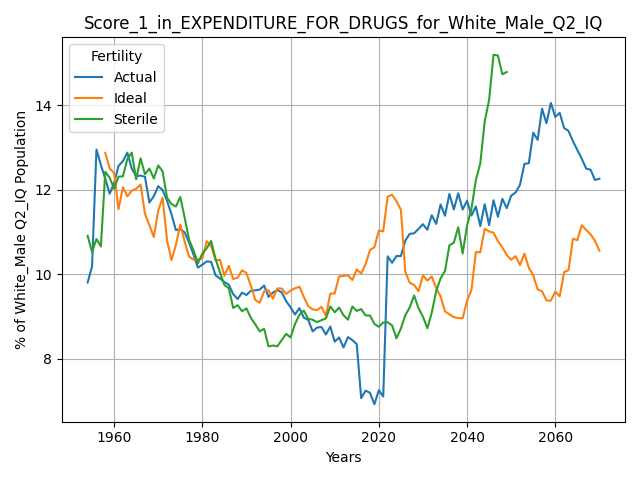 Score_1_in_EXPENDITURE_FOR_DRUGS_for_White_Male_Q2_IQ
Fertility
Actual
Ideal
Sterile
% of White_Male Q2_IQ Population
14
12
10
8
1960
1980
2000
2020
2040
2060
Years